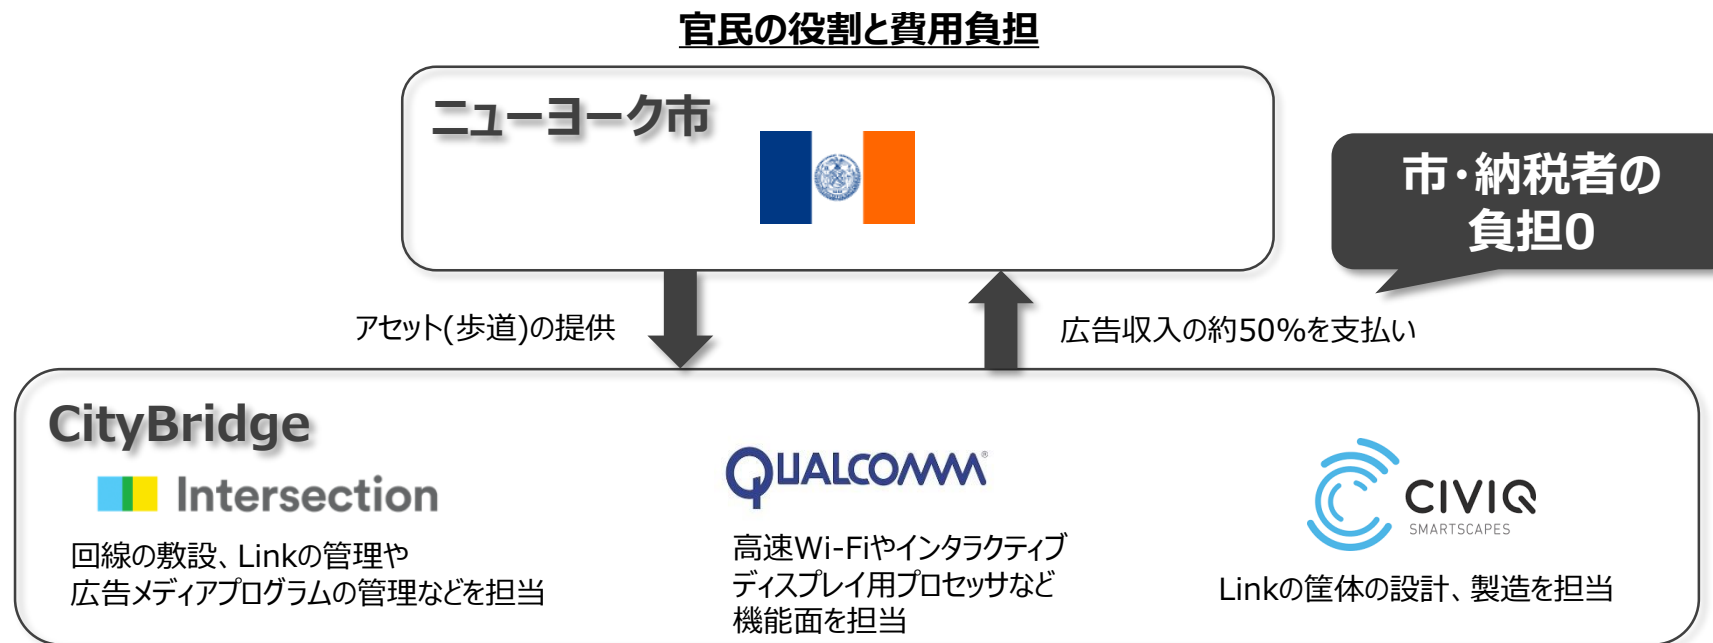 官民の役割と費用負担
ニューヨーク市
市・納税者の
負担0
アセット(歩道)の提供
広告収入の約50%を支払い
CityBridge
Intersection
回線の敷設、Linkの管理や
広告メディアプログラムの管理などを担当
QUALCOMM®
高速Wi-Fiやインタラクティブ
ディスプレイ用プロセッサなど
機能面を担当
CIVIQ
SMARTSCAPES
Linkの筐体の設計、製造を担当